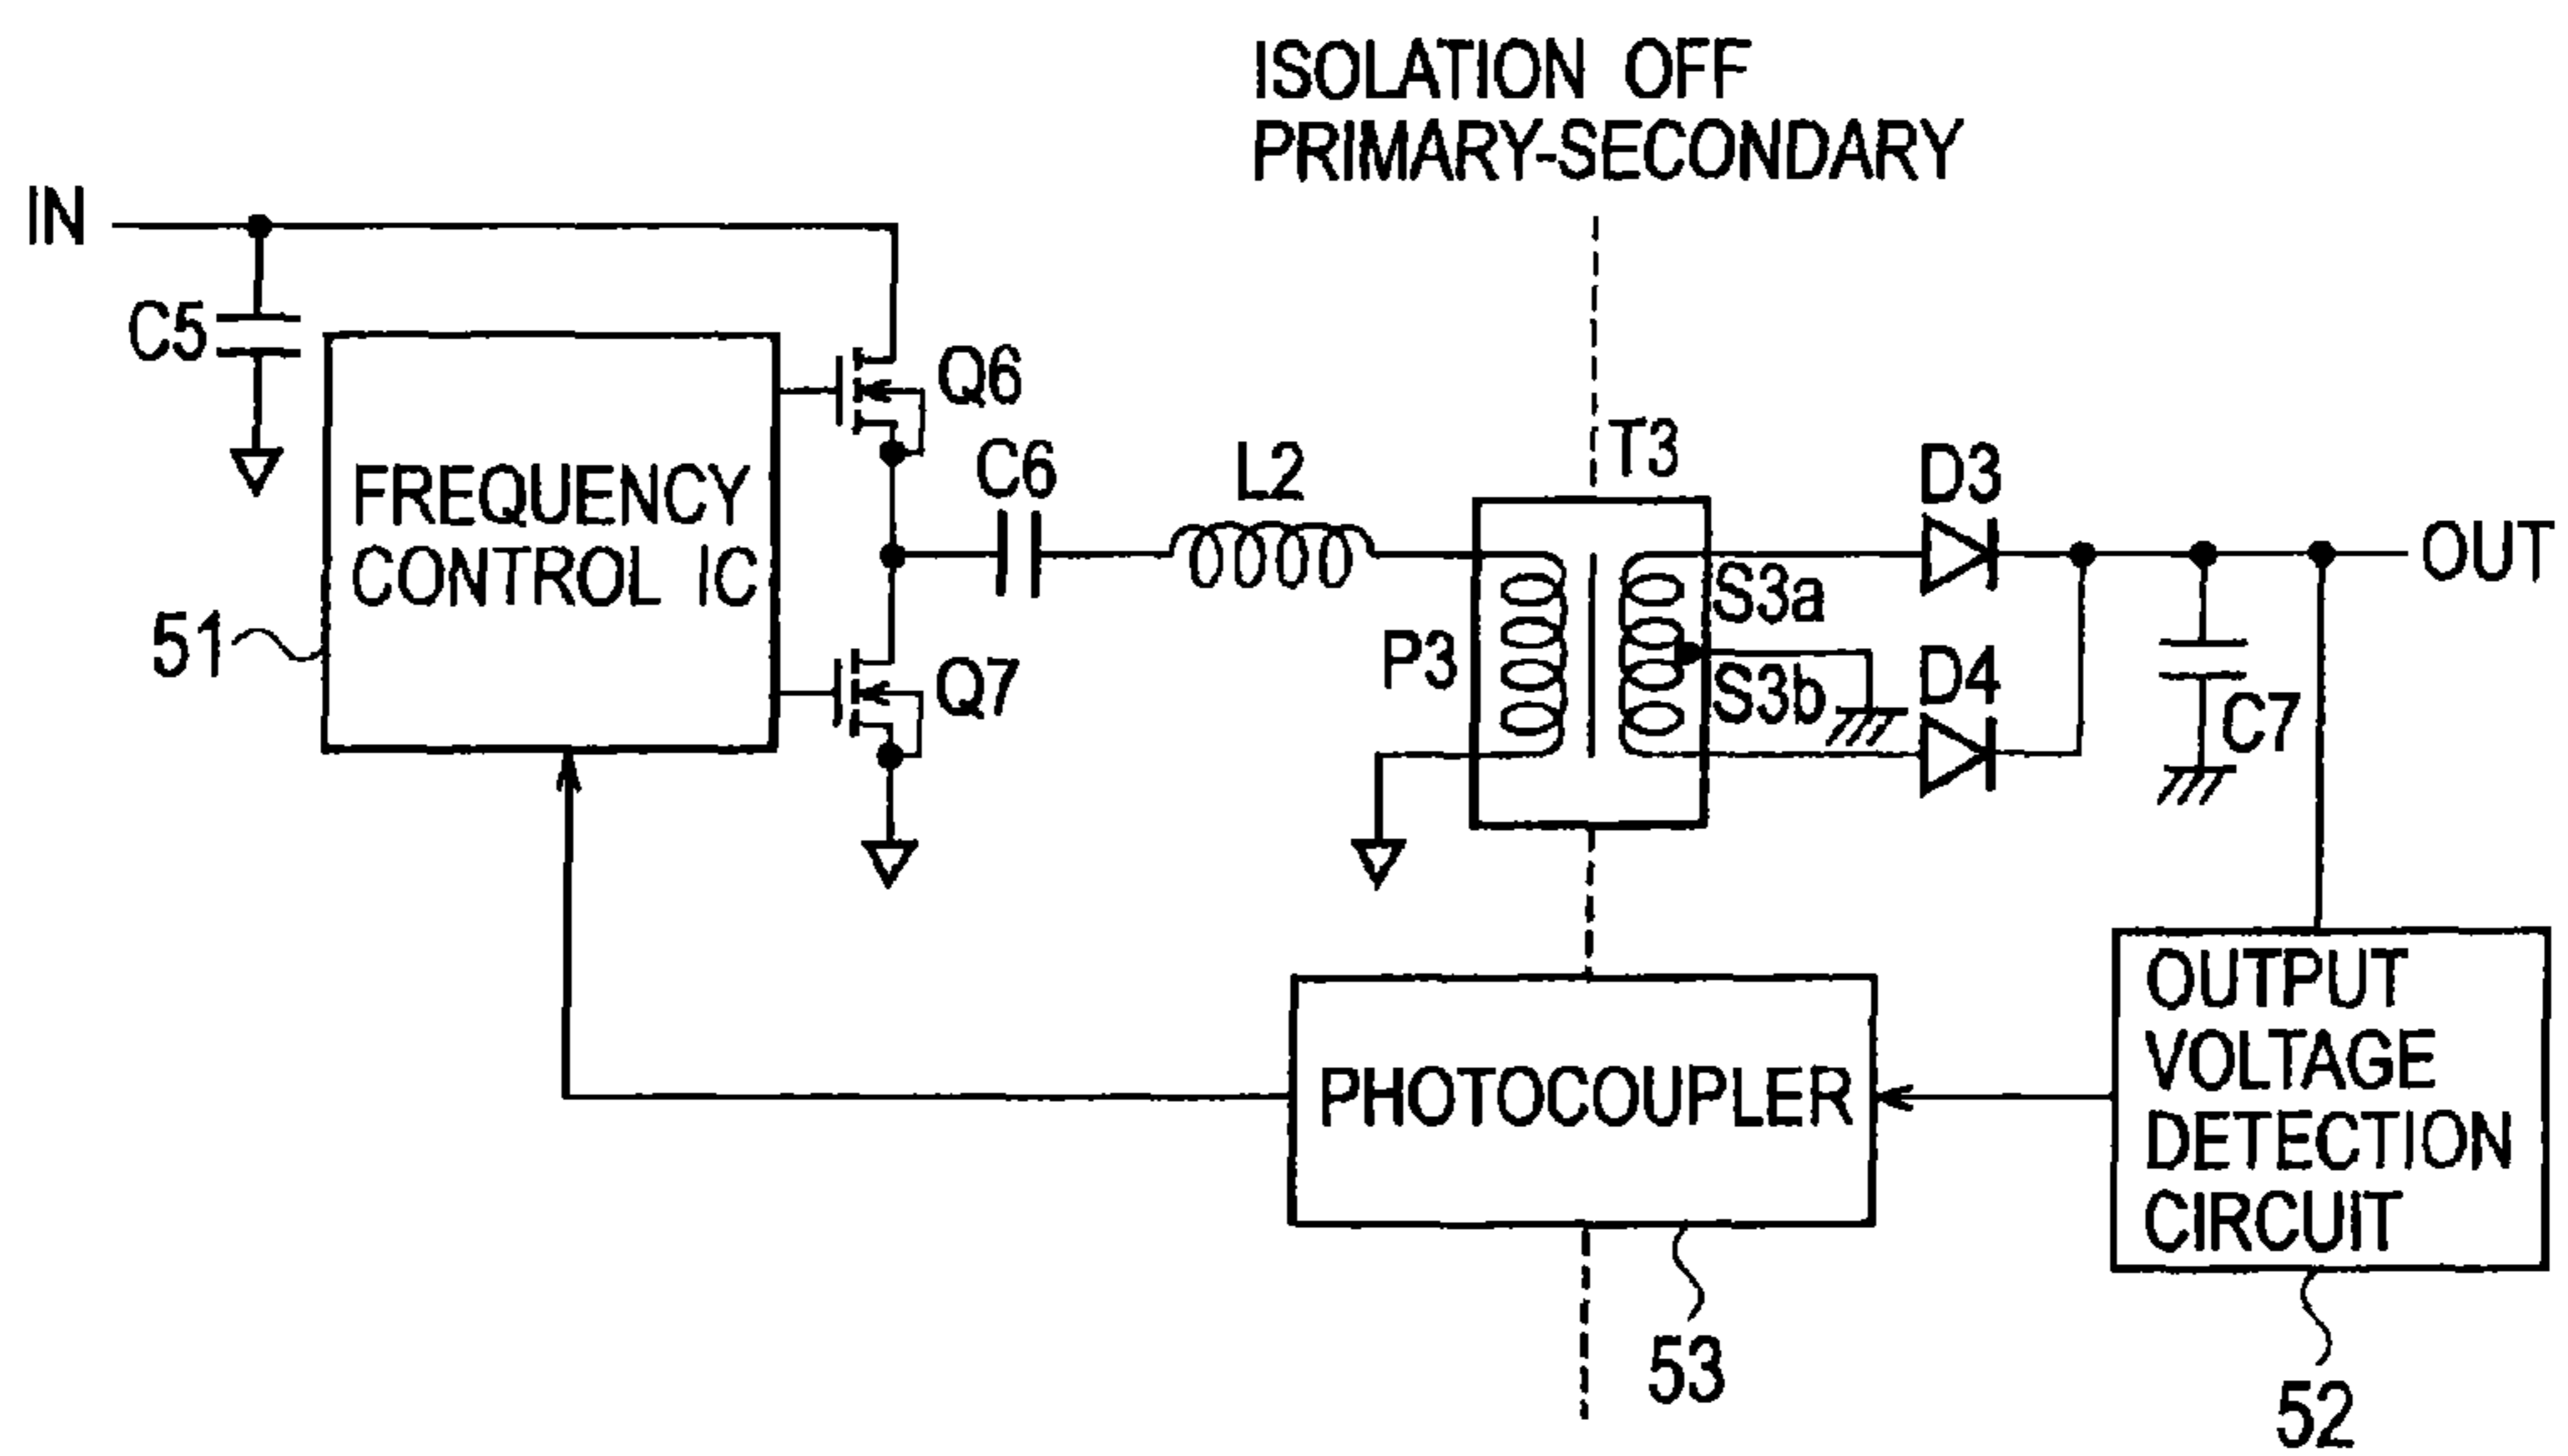 ISOLATION OFF
PRIMARY-SECONDARY
IN
C5
FREQUENCY
CONTROL IC
51
Q6
Q7
C6
L2
T3
P3
S3a
S3b
D3
D4
C7
OUT
PHOTOCOUPLER
53
OUTPUT
VOLTAGE
DETECTION
CIRCUIT
52